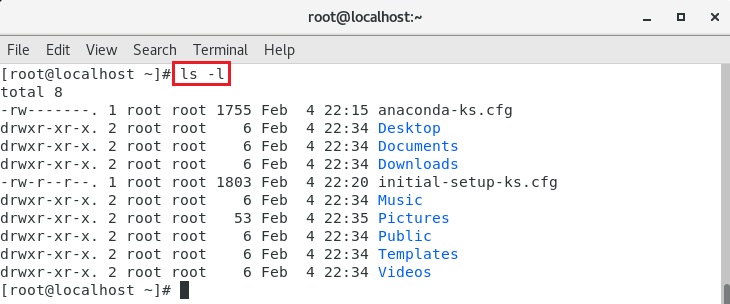 root@localhost:~
File Edit View Search Terminal Help
[root@localhost ~]# ls -l
total 8
-rw-------. 1 root root 1755 Feb  4 22:15 anaconda-ks.cfg
drwxr-xr-x. 2 root root    6 Feb  4 22:34 Desktop
drwxr-xr-x. 2 root root    6 Feb  4 22:34 Documents
drwxr-xr-x. 2 root root    6 Feb  4 22:34 Downloads
-rw-r--r--. 1 root root 1803 Feb  4 22:20 initial-setup-ks.cfg
drwxr-xr-x. 2 root root    6 Feb  4 22:34 Music
drwxr-xr-x. 2 root root   53 Feb  4 22:35 Pictures
drwxr-xr-x. 2 root root    6 Feb  4 22:34 Public
drwxr-xr-x. 2 root root    6 Feb  4 22:34 Templates
drwxr-xr-x. 2 root root    6 Feb  4 22:34 Videos
[root@localhost ~]#